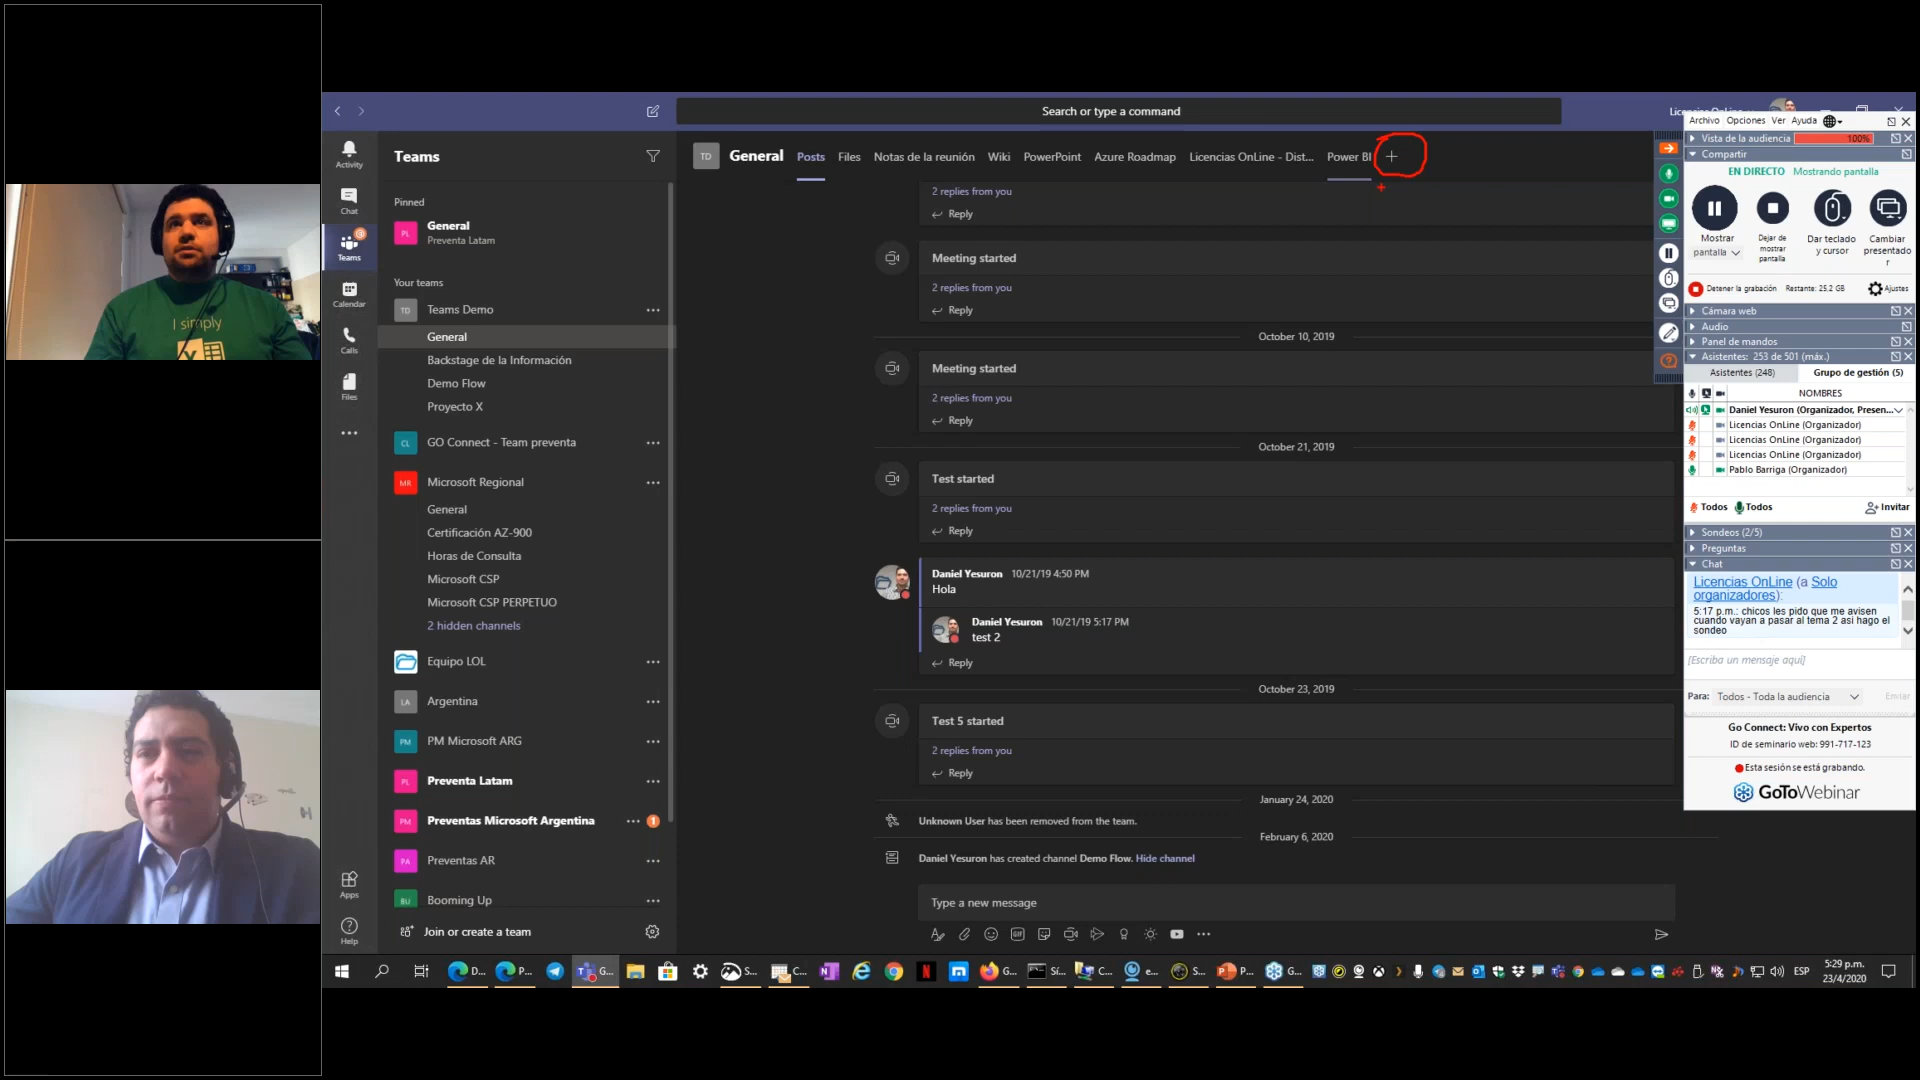 I simply
Search or type a command
Activity
Chat
Teams
Calendar
Calls
Files
Apps
Help
Teams
Pinned
PL
General
Preventa Latam
Your teams
TD
Teams Demo
General
Backstage de la Información
Demo Flow
Proyecto X
CL
GO Connect - Team preventa
MR
Microsoft Regional
General
Certificación AZ-900
Horas de Consulta
Microsoft CSP
Microsoft CSP PERPETUO
2 hidden channels
Equipo LOL
LA
Argentina
PM
PM Microsoft ARG
PL
Preventa Latam
PM
Preventas Microsoft Argentina
1
PA
Preventas AR
BU
Booming Up
Join or create a team
TD General Posts Files Notas de la reunión Wiki PowerPoint Azure Roadmap Licencias OnLine - Dist... Power BI
2 replies from you
Reply
Meeting started
2 replies from you
Reply
October 10, 2019
Meeting started
2 replies from you
Reply
October 21, 2019
Test started
2 replies from you
Reply
Daniel Yesuron 10/21/19 4:50 PM
Hola
Daniel Yesuron 10/21/19 5:17 PM
test 2
Reply
October 23, 2019
Test 5 started
2 replies from you
Reply
January 24, 2020
Unknown User has been removed from the team.
February 6, 2020
Daniel Yesuron has created channel Demo Flow. Hide channel
Type a new message
GIF
Archivo Opciones Ver Ayuda
Vista de la audiencia 100%
Compartir
EN DIRECTO Mostrando pantalla
Mostrar
pantalla
Dejar de
mostrar
pantalla
Dar teclado
y cursor
Cambiar
presentado
r
Detener la grabación Restante: 25.2 GB Ajustes
Cámara web
Audio
Panel de mandos
Asistentes: 253 de 501 (máx.)
Asistentes (248) Grupo de gestión (5)
NOMBRES
Daniel Yesuron (Organizador, Presen...
Licencias OnLine (Organizador)
Licencias OnLine (Organizador)
Licencias OnLine (Organizador)
Pablo Barriga (Organizador)
Todos Todos Invitar
Sondeos (2/5)
Preguntas
Chat
Licencias OnLine (a Solo
organizadores):
5:17 p.m.: chicos les pido que me avisen
cuando vayan a pasar al tema 2 asi hago el
sondeo
[Escriba un mensaje aquí]
Para: Todos - Toda la audiencia Enviar
Go Connect: Vivo con Expertos
ID de seminario web: 991-717-123
Esta sesión se está grabando.
GoToWebinar
D... P... G... S... C... G... Sí... C... e... S... P... G... ESP
5:29 p.m.
23/4/2020